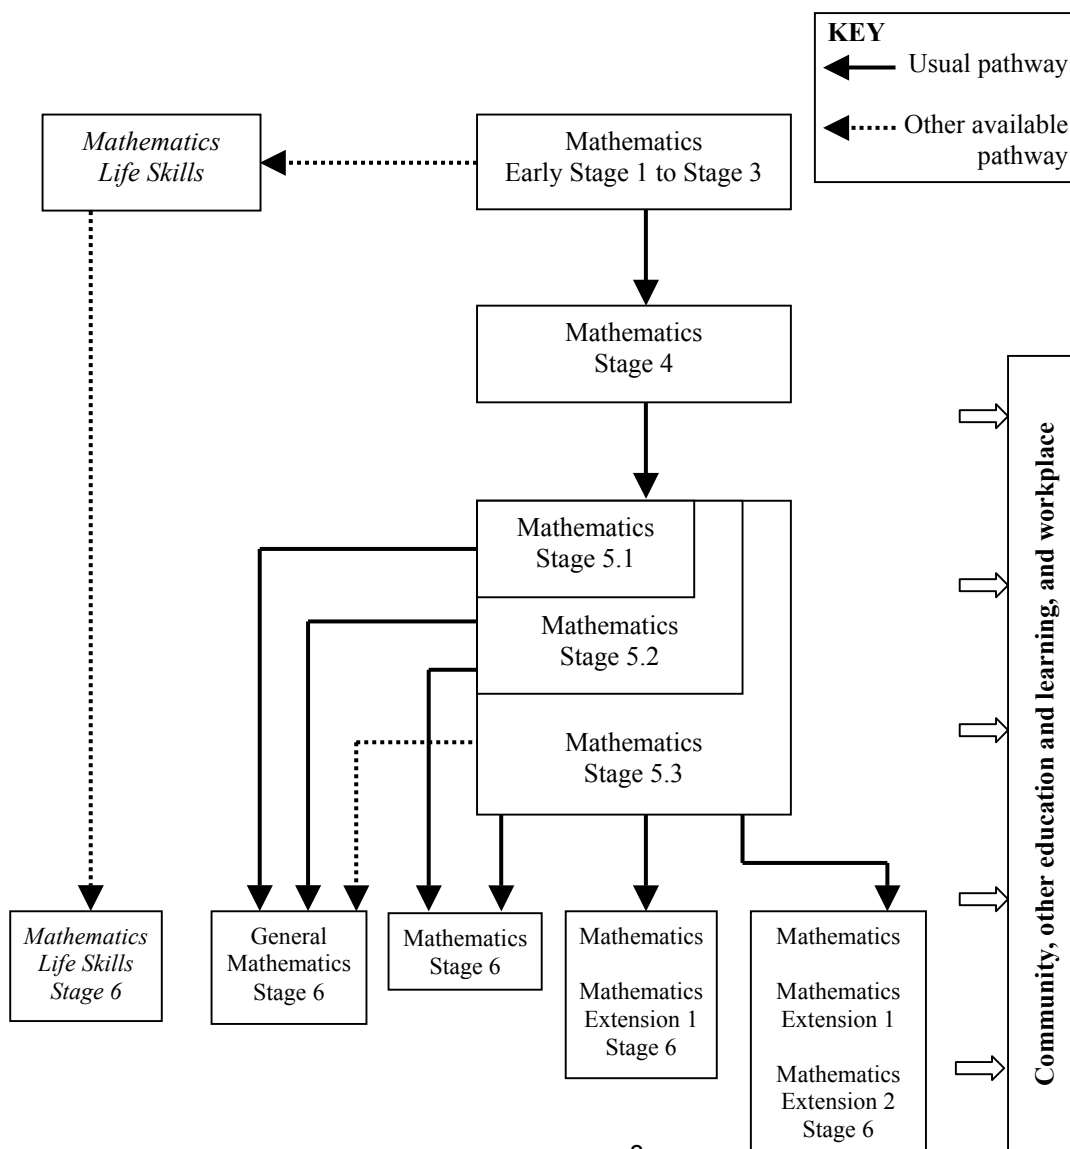 KEY
Usual pathway
Other available
pathway
Mathematics
Life Skills
Mathematics
Early Stage 1 to Stage 3
Mathematics
Stage 4
Mathematics
Stage 5.1
Mathematics
Stage 5.2
Mathematics
Stage 5.3
Mathematics
Life Skills
Stage 6
General
Mathematics
Stage 6
Mathematics
Stage 6
Mathematics
Mathematics
Extension 1
Stage 6
Mathematics
Mathematics
Extension 1
Mathematics
Extension 2
Stage 6
Community, other education and learning, and workplace